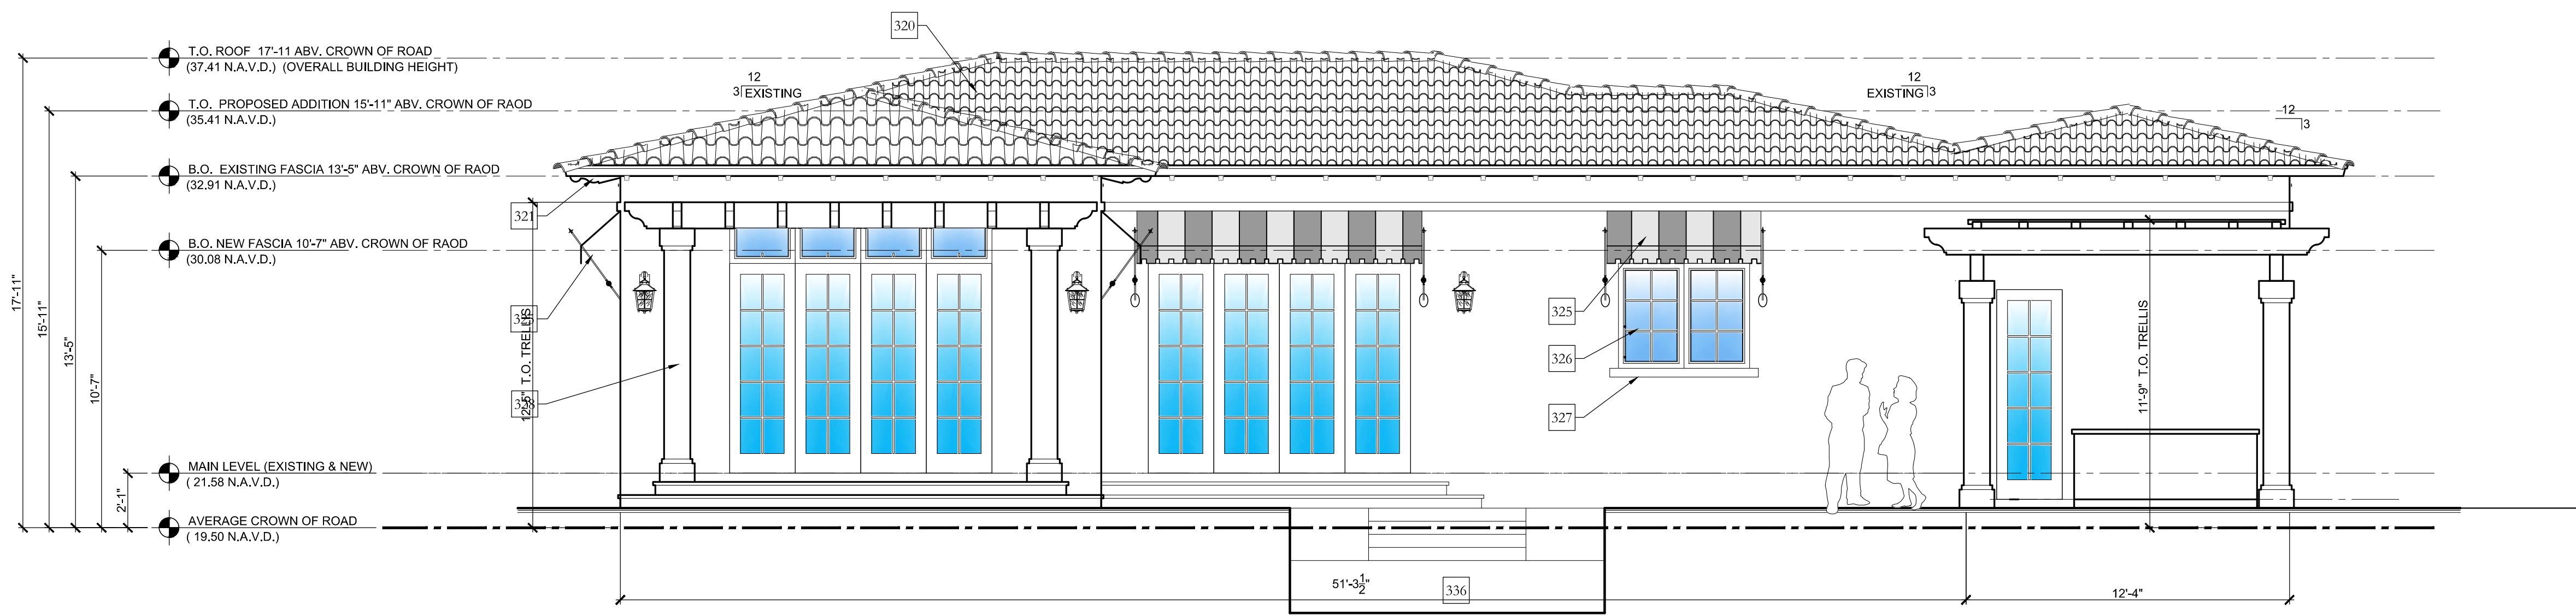 320
T.O. ROOF 17'-11 ABV. CROWN OF ROAD
(37.41 N.A.V.D.) (OVERALL BUILDING HEIGHT)
12
3 EXISTING
12
EXISTING 3
T.O. PROPOSED ADDITION 15'-11" ABV. CROWN OF RAOD
(35.41 N.A.V.D.)
12
3
B.O. EXISTING FASCIA 13'-5" ABV. CROWN OF RAOD
(32.91 N.A.V.D.)
321
B.O. NEW FASCIA 10'-7" ABV. CROWN OF RAOD
(30.08 N.A.V.D.)
17'-11"
15'-11"
13'-5"
10'-7"
2'-1"
T.O. TRELLIS
325
326
327
11'-9" T.O. TRELLIS
MAIN LEVEL (EXISTING & NEW)
( 21.58 N.A.V.D.)
AVERAGE CROWN OF ROAD
( 19.50 N.A.V.D.)
51'-3 1/2"
336
12'-4"